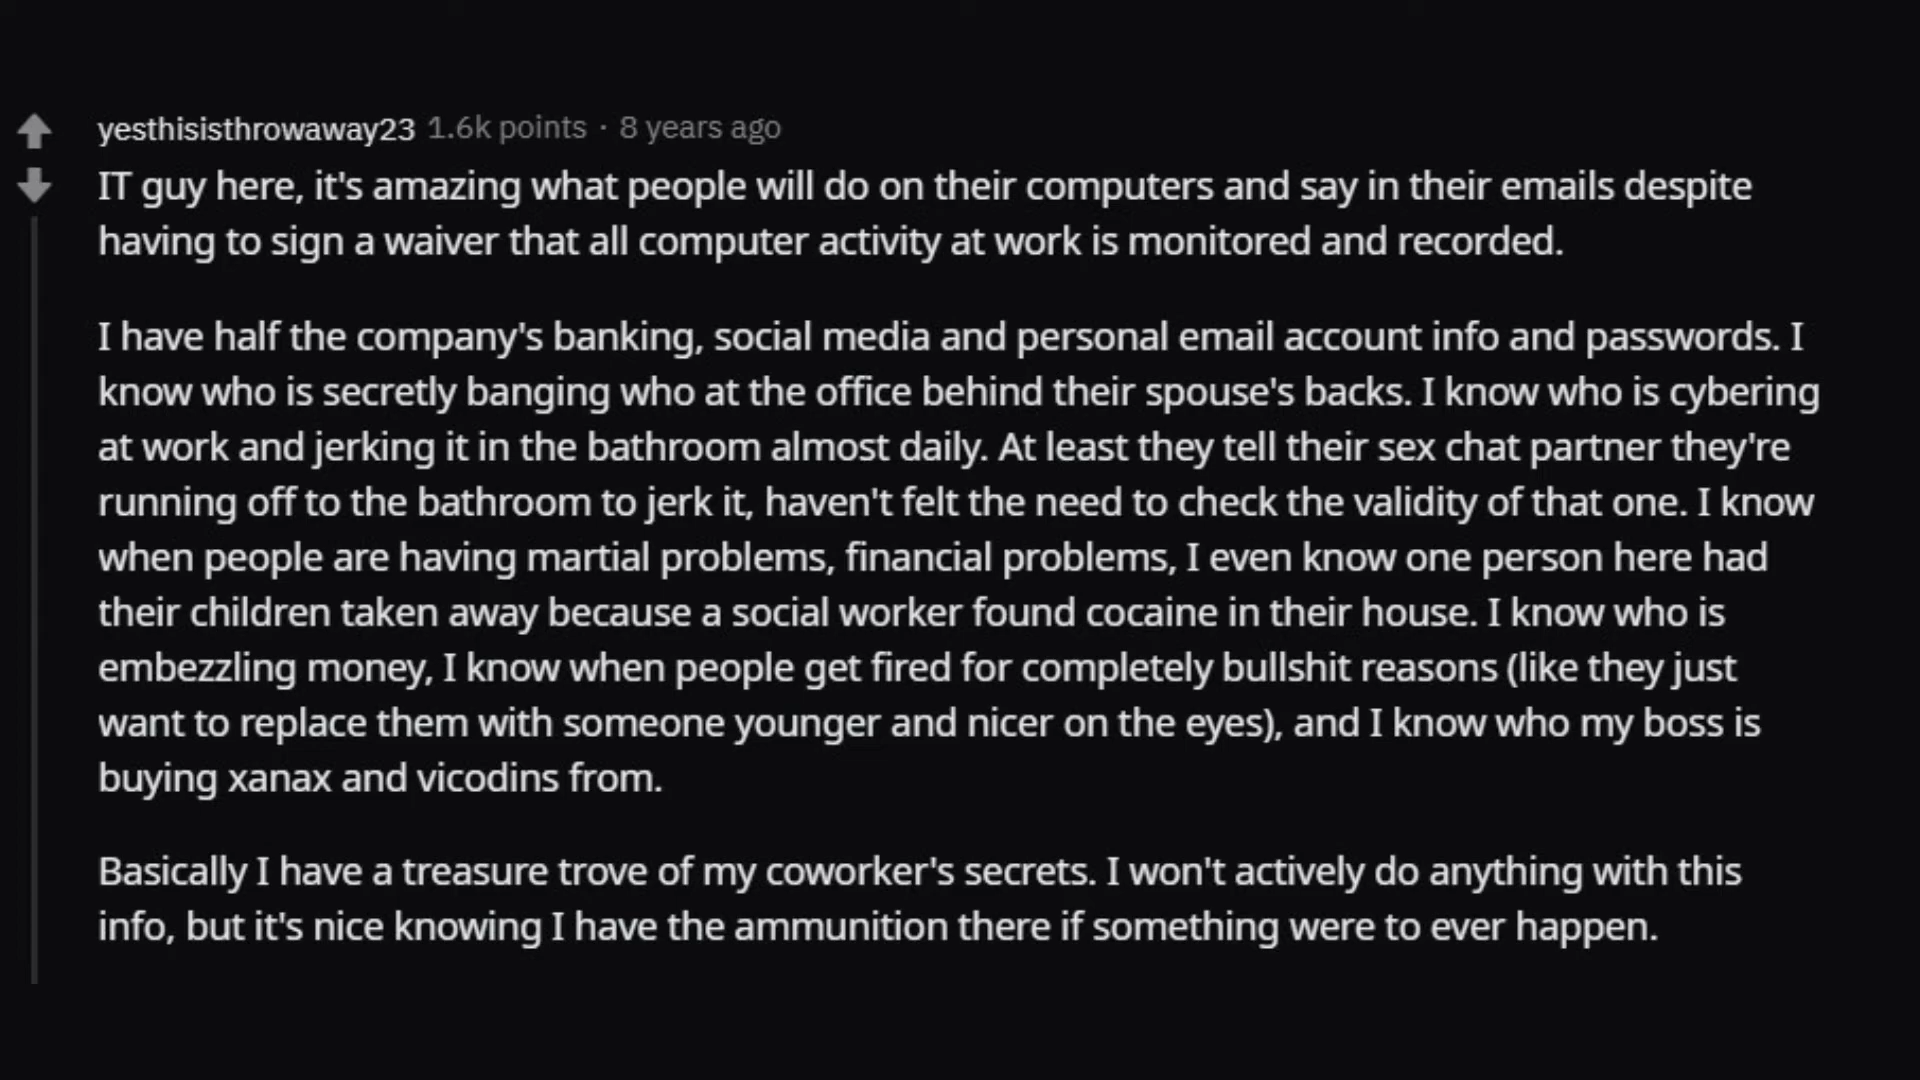 yesthisisthrowaway23 1.6k points · 8 years ago
IT guy here, it's amazing what people will do on their computers and say in their emails despite
having to sign a waiver that all computer activity at work is monitored and recorded.
I have half the company's banking, social media and personal email account info and passwords. I
know who is secretly banging who at the office behind their spouse's backs. I know who is cybering
at work and jerking it in the bathroom almost daily. At least they tell their sex chat partner they're
running off to the bathroom to jerk it, haven't felt the need to check the validity of that one. I know
when people are having martial problems, financial problems, I even know one person here had
their children taken away because a social worker found cocaine in their house. I know who is
embezzling money, I know when people get fired for completely bullshit reasons (like they just
want to replace them with someone younger and nicer on the eyes), and I know who my boss is
buying xanax and vicodins from.
Basically I have a treasure trove of my coworker's secrets. I won't actively do anything with this
info, but it's nice knowing I have the ammunition there if something were to ever happen.